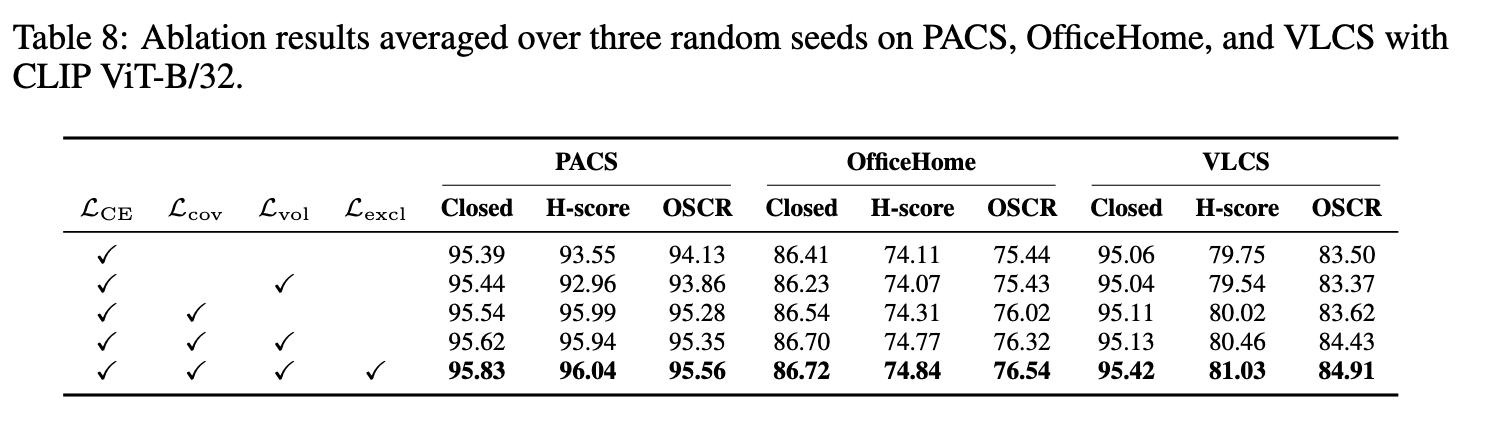 Table 8: Ablation results averaged over three random seeds on PACS, OfficeHome, and VLCS with
CLIP ViT-B/32.
PACS OfficeHome VLCS
ℒCE ℒcov ℒvol ℒexcl Closed H-score OSCR Closed H-score OSCR Closed H-score OSCR
✓ 95.39 93.55 94.13 86.41 74.11 75.44 95.06 79.75 83.50
✓ ✓ 95.44 92.96 93.86 86.23 74.07 75.43 95.04 79.54 83.37
✓ ✓ 95.54 95.99 95.28 86.54 74.31 76.02 95.11 80.02 83.62
✓ ✓ ✓ 95.62 95.94 95.35 86.70 74.77 76.32 95.13 80.46 84.43
✓ ✓ ✓ ✓ 95.83 96.04 95.56 86.72 74.84 76.54 95.42 81.03 84.91